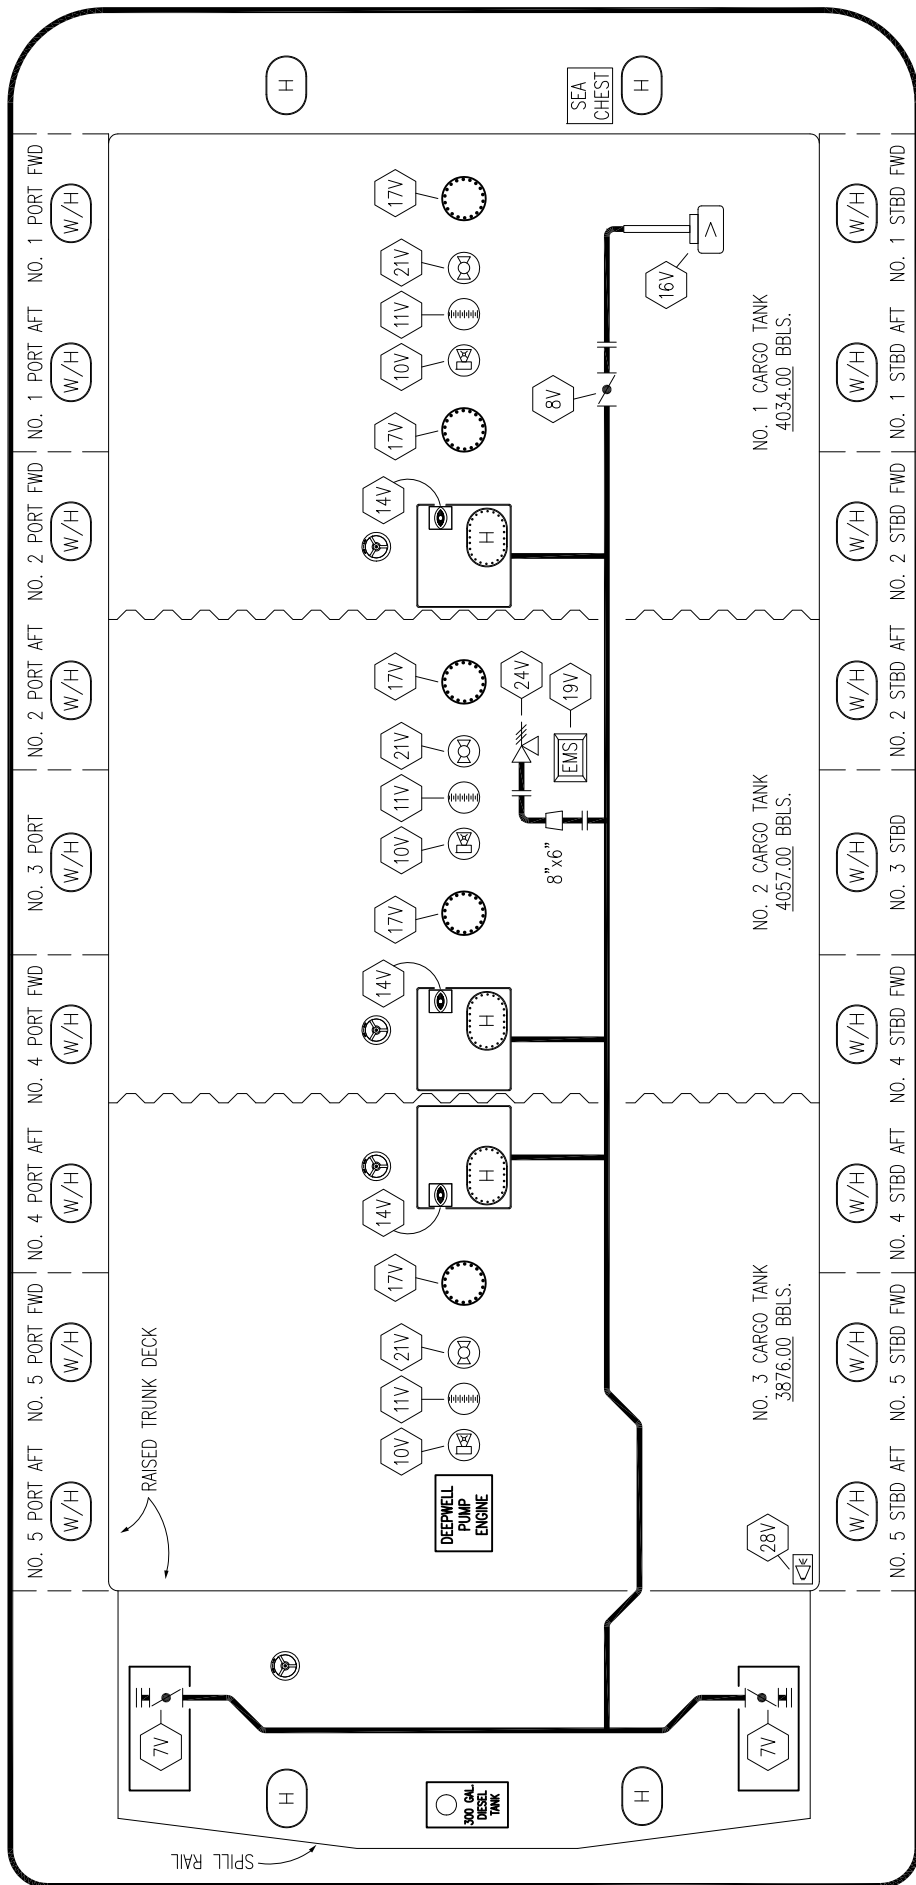 H
SEA
CHEST
H
NO. 1 PORT FWD
W/H
NO. 1 PORT AFT
W/H
NO. 2 PORT FWD
W/H
NO. 2 PORT AFT
W/H
NO. 3 PORT
W/H
NO. 4 PORT FWD
W/H
NO. 4 PORT AFT
W/H
NO. 5 PORT FWD
W/H
NO. 5 PORT AFT
W/H
RAISED TRUNK DECK
17V
21V
11V
10V
17V
14V
H
8V
16V
>
NO. 1 CARGO TANK
4034.00 BBLS.
17V
21V
11V
10V
17V
14V
H
24V
19V
EMS
8"x6"
NO. 2 CARGO TANK
4057.00 BBLS.
14V
H
17V
21V
11V
10V
DEEPWELL
PUMP
ENGINE
NO. 3 CARGO TANK
3876.00 BBLS.
28V
NO. 1 STBD FWD
W/H
NO. 1 STBD AFT
W/H
NO. 2 STBD FWD
W/H
NO. 2 STBD AFT
W/H
NO. 3 STBD
W/H
NO. 4 STBD FWD
W/H
NO. 4 STBD AFT
W/H
NO. 5 STBD FWD
W/H
NO. 5 STBD AFT
W/H
7V
7V
H
300 GAL.
DIESEL
TANK
H
SPILL RAIL